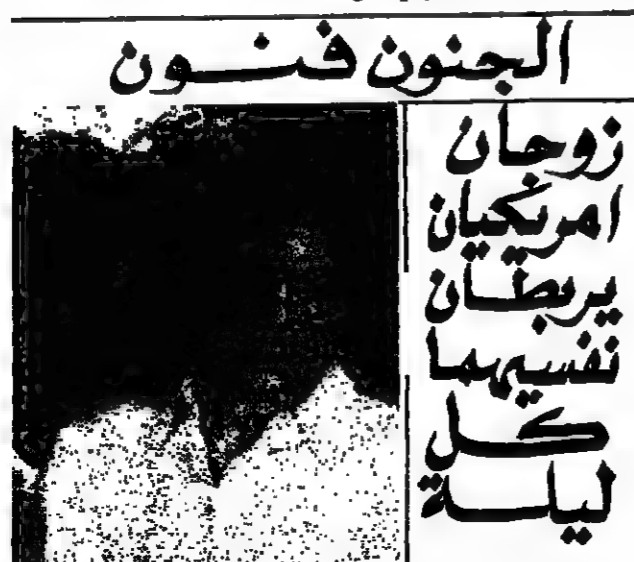 الجنون فنون
زوجان
امريكيان
يربطان
نفسيهما
كل
ليلة